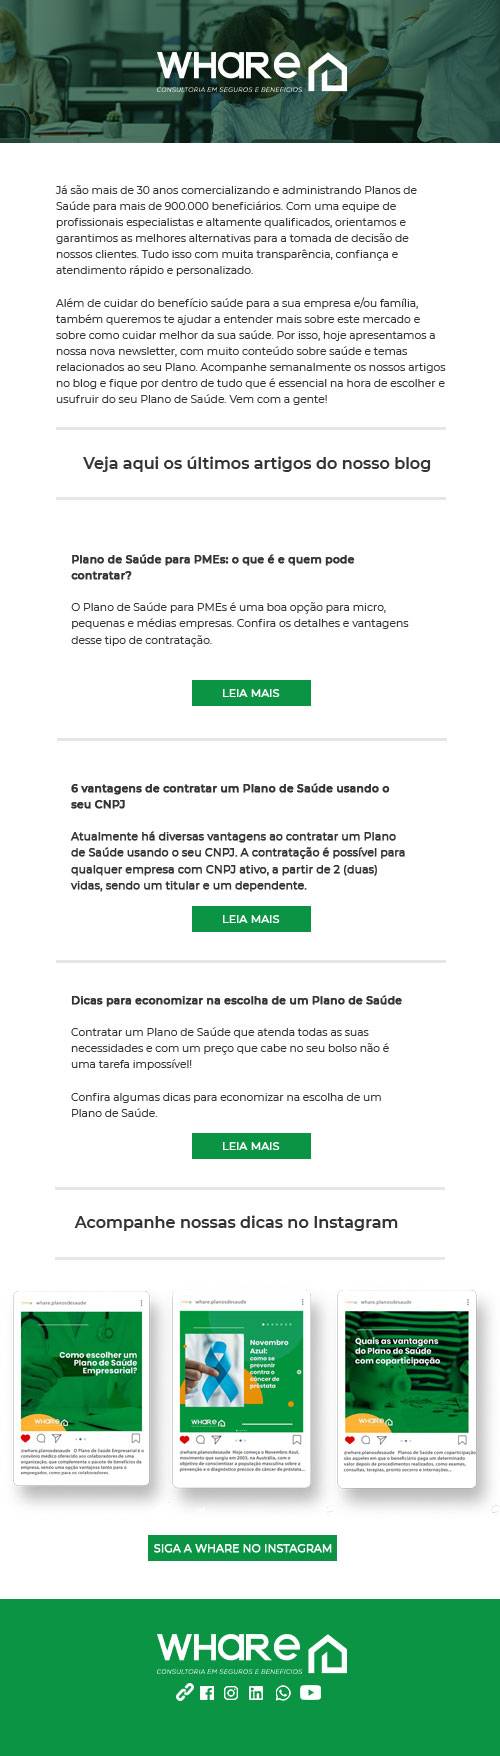 WHARE
CONSULTORIA EM SEGUROS E BENEFÍCIOS
Já são mais de 30 anos comercializando e administrando Planos de
Saúde para mais de 900.000 beneficiários. Com uma equipe de
profissionais especialistas e altamente qualificados, orientamos e
garantimos as melhores alternativas para a tomada de decisão de
nossos clientes. Tudo isso com muita transparência, confiança e
atendimento rápido e personalizado.
Além de cuidar do benefício saúde para a sua empresa e/ou família,
também queremos te ajudar a entender mais sobre este mercado e
sobre como cuidar melhor da sua saúde. Por isso, hoje apresentamos a
nossa nova newsletter, com muito conteúdo sobre saúde e temas
relacionados ao seu Plano. Acompanhe semanalmente os nossos artigos
no blog e fique por dentro de tudo que é essencial na hora de escolher e
usufruir do seu Plano de Saúde. Vem com a gente!
Veja aqui os últimos artigos do nosso blog
Plano de Saúde para PMEs: o que é e quem pode
contratar?
O Plano de Saúde para PMEs é uma boa opção para micro,
pequenas e médias empresas. Confira os detalhes e vantagens
desse tipo de contratação.
LEIA MAIS
6 vantagens de contratar um Plano de Saúde usando o
seu CNPJ
Atualmente há diversas vantagens ao contratar um Plano
de Saúde usando o seu CNPJ. A contratação é possível para
qualquer empresa com CNPJ ativo, a partir de 2 (duas)
vidas, sendo um titular e um dependente.
LEIA MAIS
Dicas para economizar na escolha de um Plano de Saúde
Contratar um Plano de Saúde que atenda todas as suas
necessidades e com um preço que cabe no seu bolso não é
uma tarefa impossível!
Confira algumas dicas para economizar na escolha de um
Plano de Saúde.
LEIA MAIS
Acompanhe nossas dicas no Instagram
whare.planosdesaude
Como escolher um
Plano de Saúde
Empresarial?
WHARE
@whare.planosdesaude O Plano de Saúde Empresarial é o
convênio médico oferecido aos colaboradores de uma
organização, que complementa o pacote de benefícios da
empresa, sendo uma opção vantajosa tanto para o
empregador, como para os colaboradores
whare.planosdesaude
Novembro
Azul:
como se
prevenir
contra o
câncer de
próstata
WHARE
@whare.planosdesaude Hoje começa o Novembro Azul,
movimento que surgiu em 2003, na Austrália, com o
objetivo de conscientizar a população masculina sobre a
prevenção e o diagnóstico precoce do câncer de próstata...
whare.planosdesaude
Quais as vantagens
do Plano de Saúde
com coparticipação
WHARE
@whare.planosdesaude Planos de Saúde com coparticipação
são aqueles em que o beneficiário paga um determinado
valor depois de procedimentos realizados, como exames,
consultas, terapias, pronto socorro e internações...
SIGA A WHARE NO INSTAGRAM
WHARE
CONSULTORIA EM SEGUROS E BENEFÍCIOS